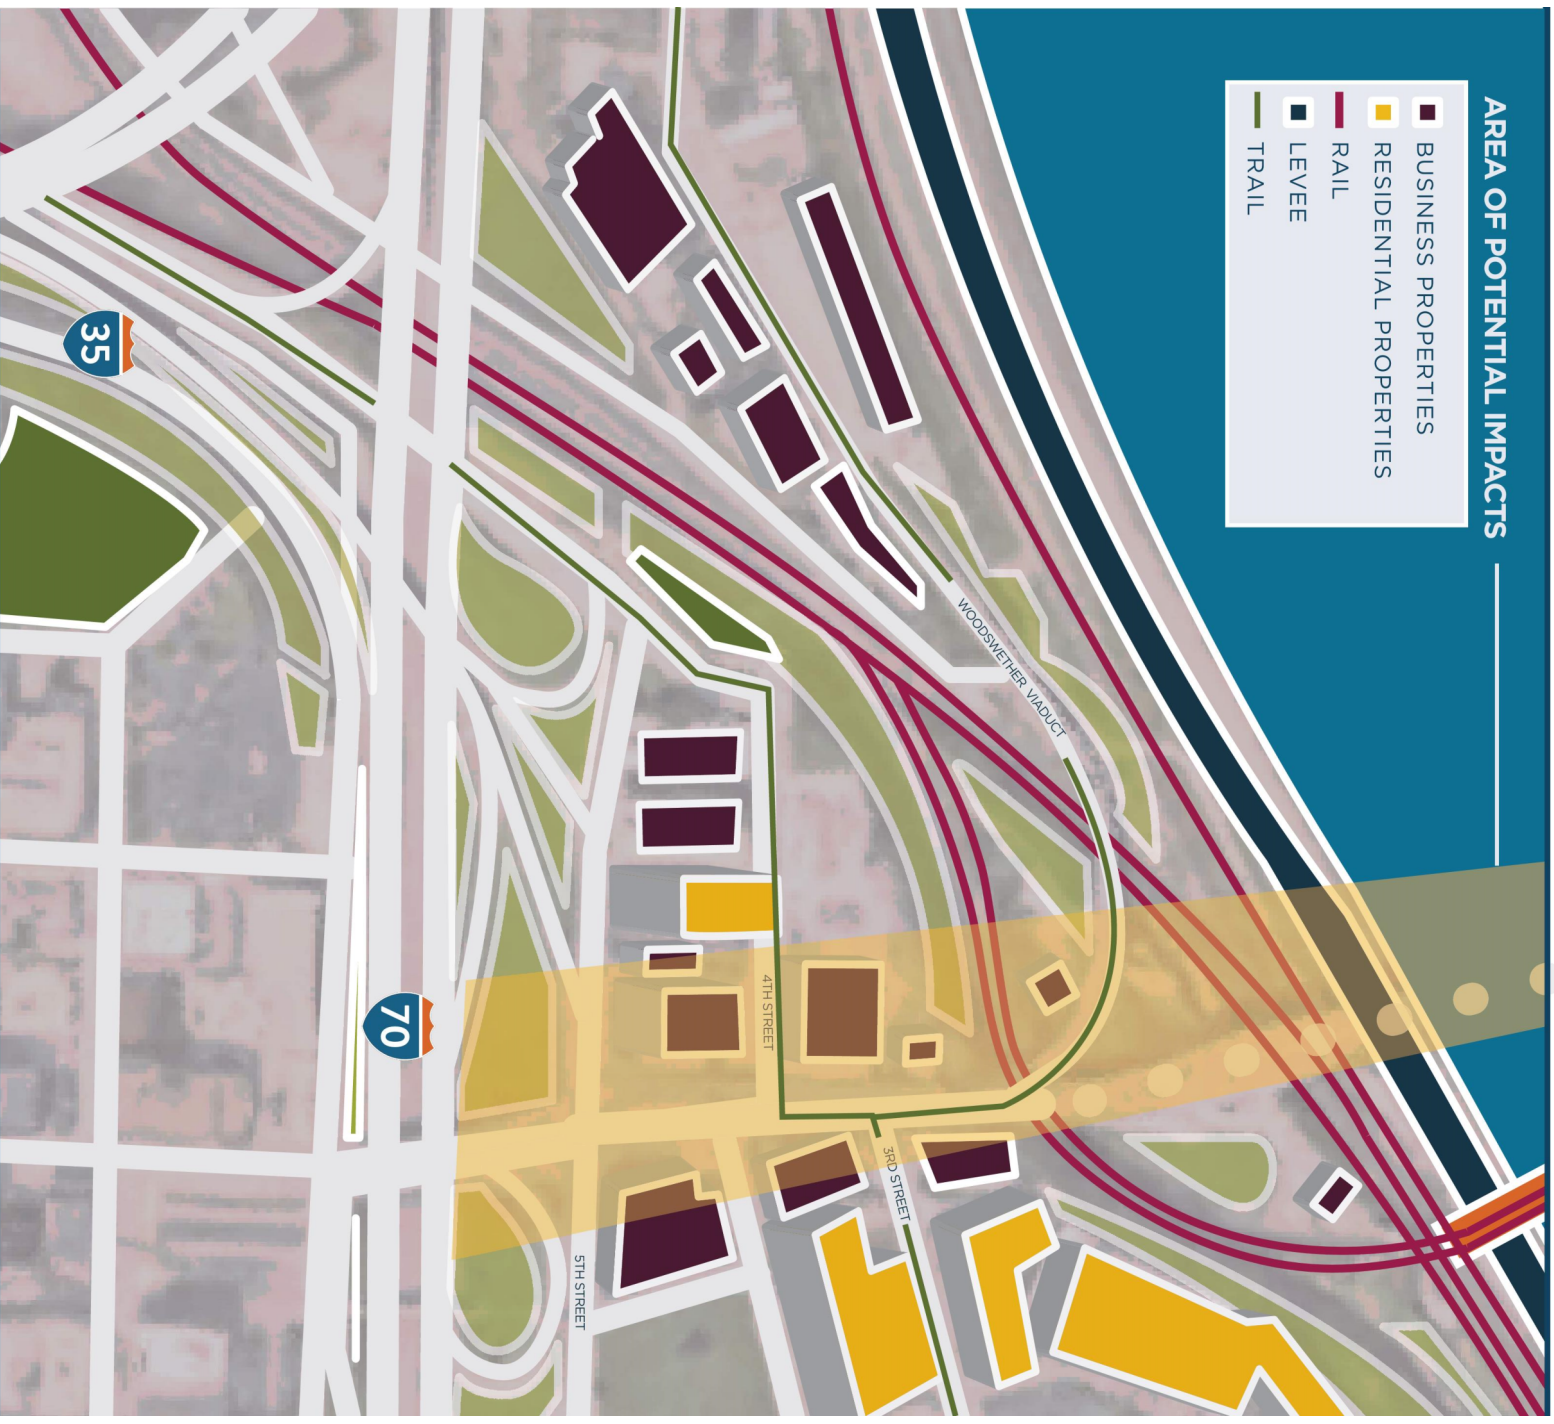 AREA OF POTENTIAL IMPACTS
BUSINESS PROPERTIES
RESIDENTIAL PROPERTIES
RAIL
LEVEE
TRAIL
WOODSWETHER VIADUCT
3RD STREET
4TH STREET
5TH STREET
35
70